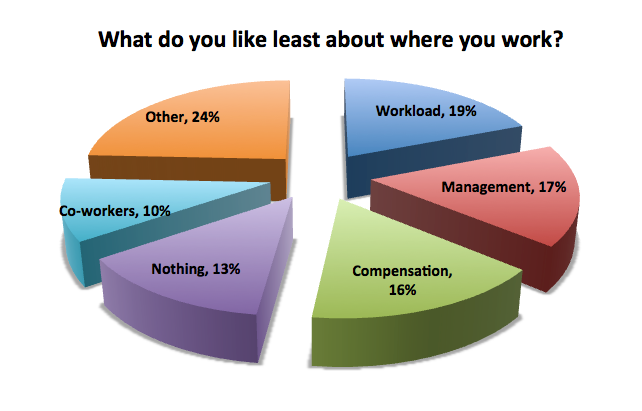 What do you like least about where you work?
Workload, 19%
Other, 24%
Management, 17%
Co-workers, 10%
Nothing, 13%
Compensation,
16%